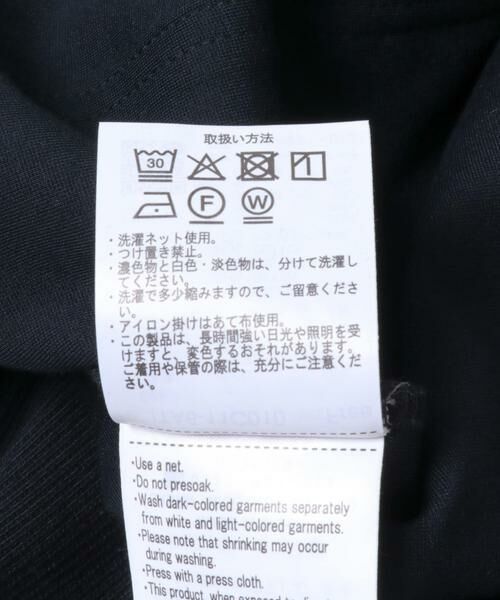 取扱い方法
30
F
W
・洗濯ネット使用。
・つけ置き禁止。
・濃色物と白色・淡色物は、分けて洗濯し
てください。
・洗濯で多少縮みますので、ご留意くださ
い。
・アイロン掛けはあて布使用。
・この製品は、長時間強い日光や照明を受
けますと、変色するおそれがあります。
ご着用や保管の際は、充分にご注意くだ
さい。
・Use a net.
・Do not presoak.
・Wash dark-colored garments separately
from white and light-colored garments.
・Please note that shrinking may occur
during washing.
・Press with a press cloth.
・This product, when exposed to